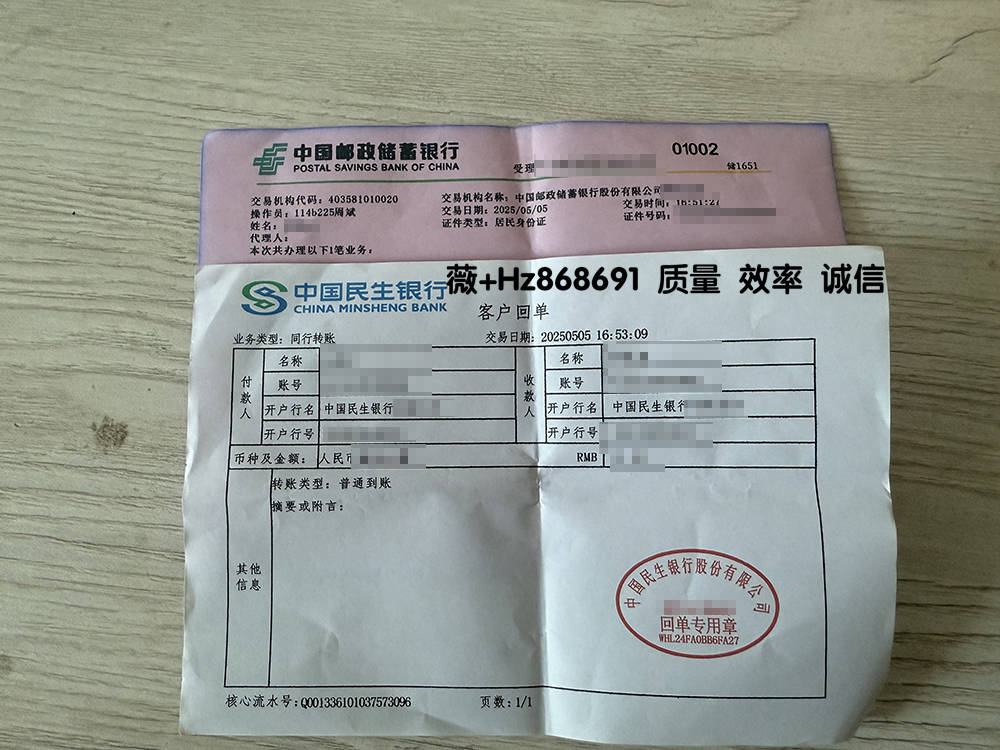 中国邮政储蓄银行
POSTAL SAVINGS BANK OF CHINA
受理
01002
储1651
交易机构代码：403581010020
交易机构名称：中国邮政储蓄银行股份有限公司
操作员：114b225周斌
交易日期：2025/05/05
交易时间：16:51:27
姓名：
证件类型：居民身份证
证件号码：
代理人：
本次共办理以下1笔业务：
薇+Hz868691 质量 效率 诚信
中国民生银行
CHINA MINSHENG BANK
客户回单
业务类型：同行转账
交易日期：20250505 16:53:09
付款人
名称
账号
开户行名 中国民生银行
开户行号
收款人
名称
账号
开户行名 中国民生银行
开户行号
币种及金额：人民币
RMB
其他信息
转账类型：普通到账
摘要或附言：
中国民生银行股份有限公司
回单专用章
WHL24FA0BB6FA27
核心流水号：Q001336101037573096
页数：1/1